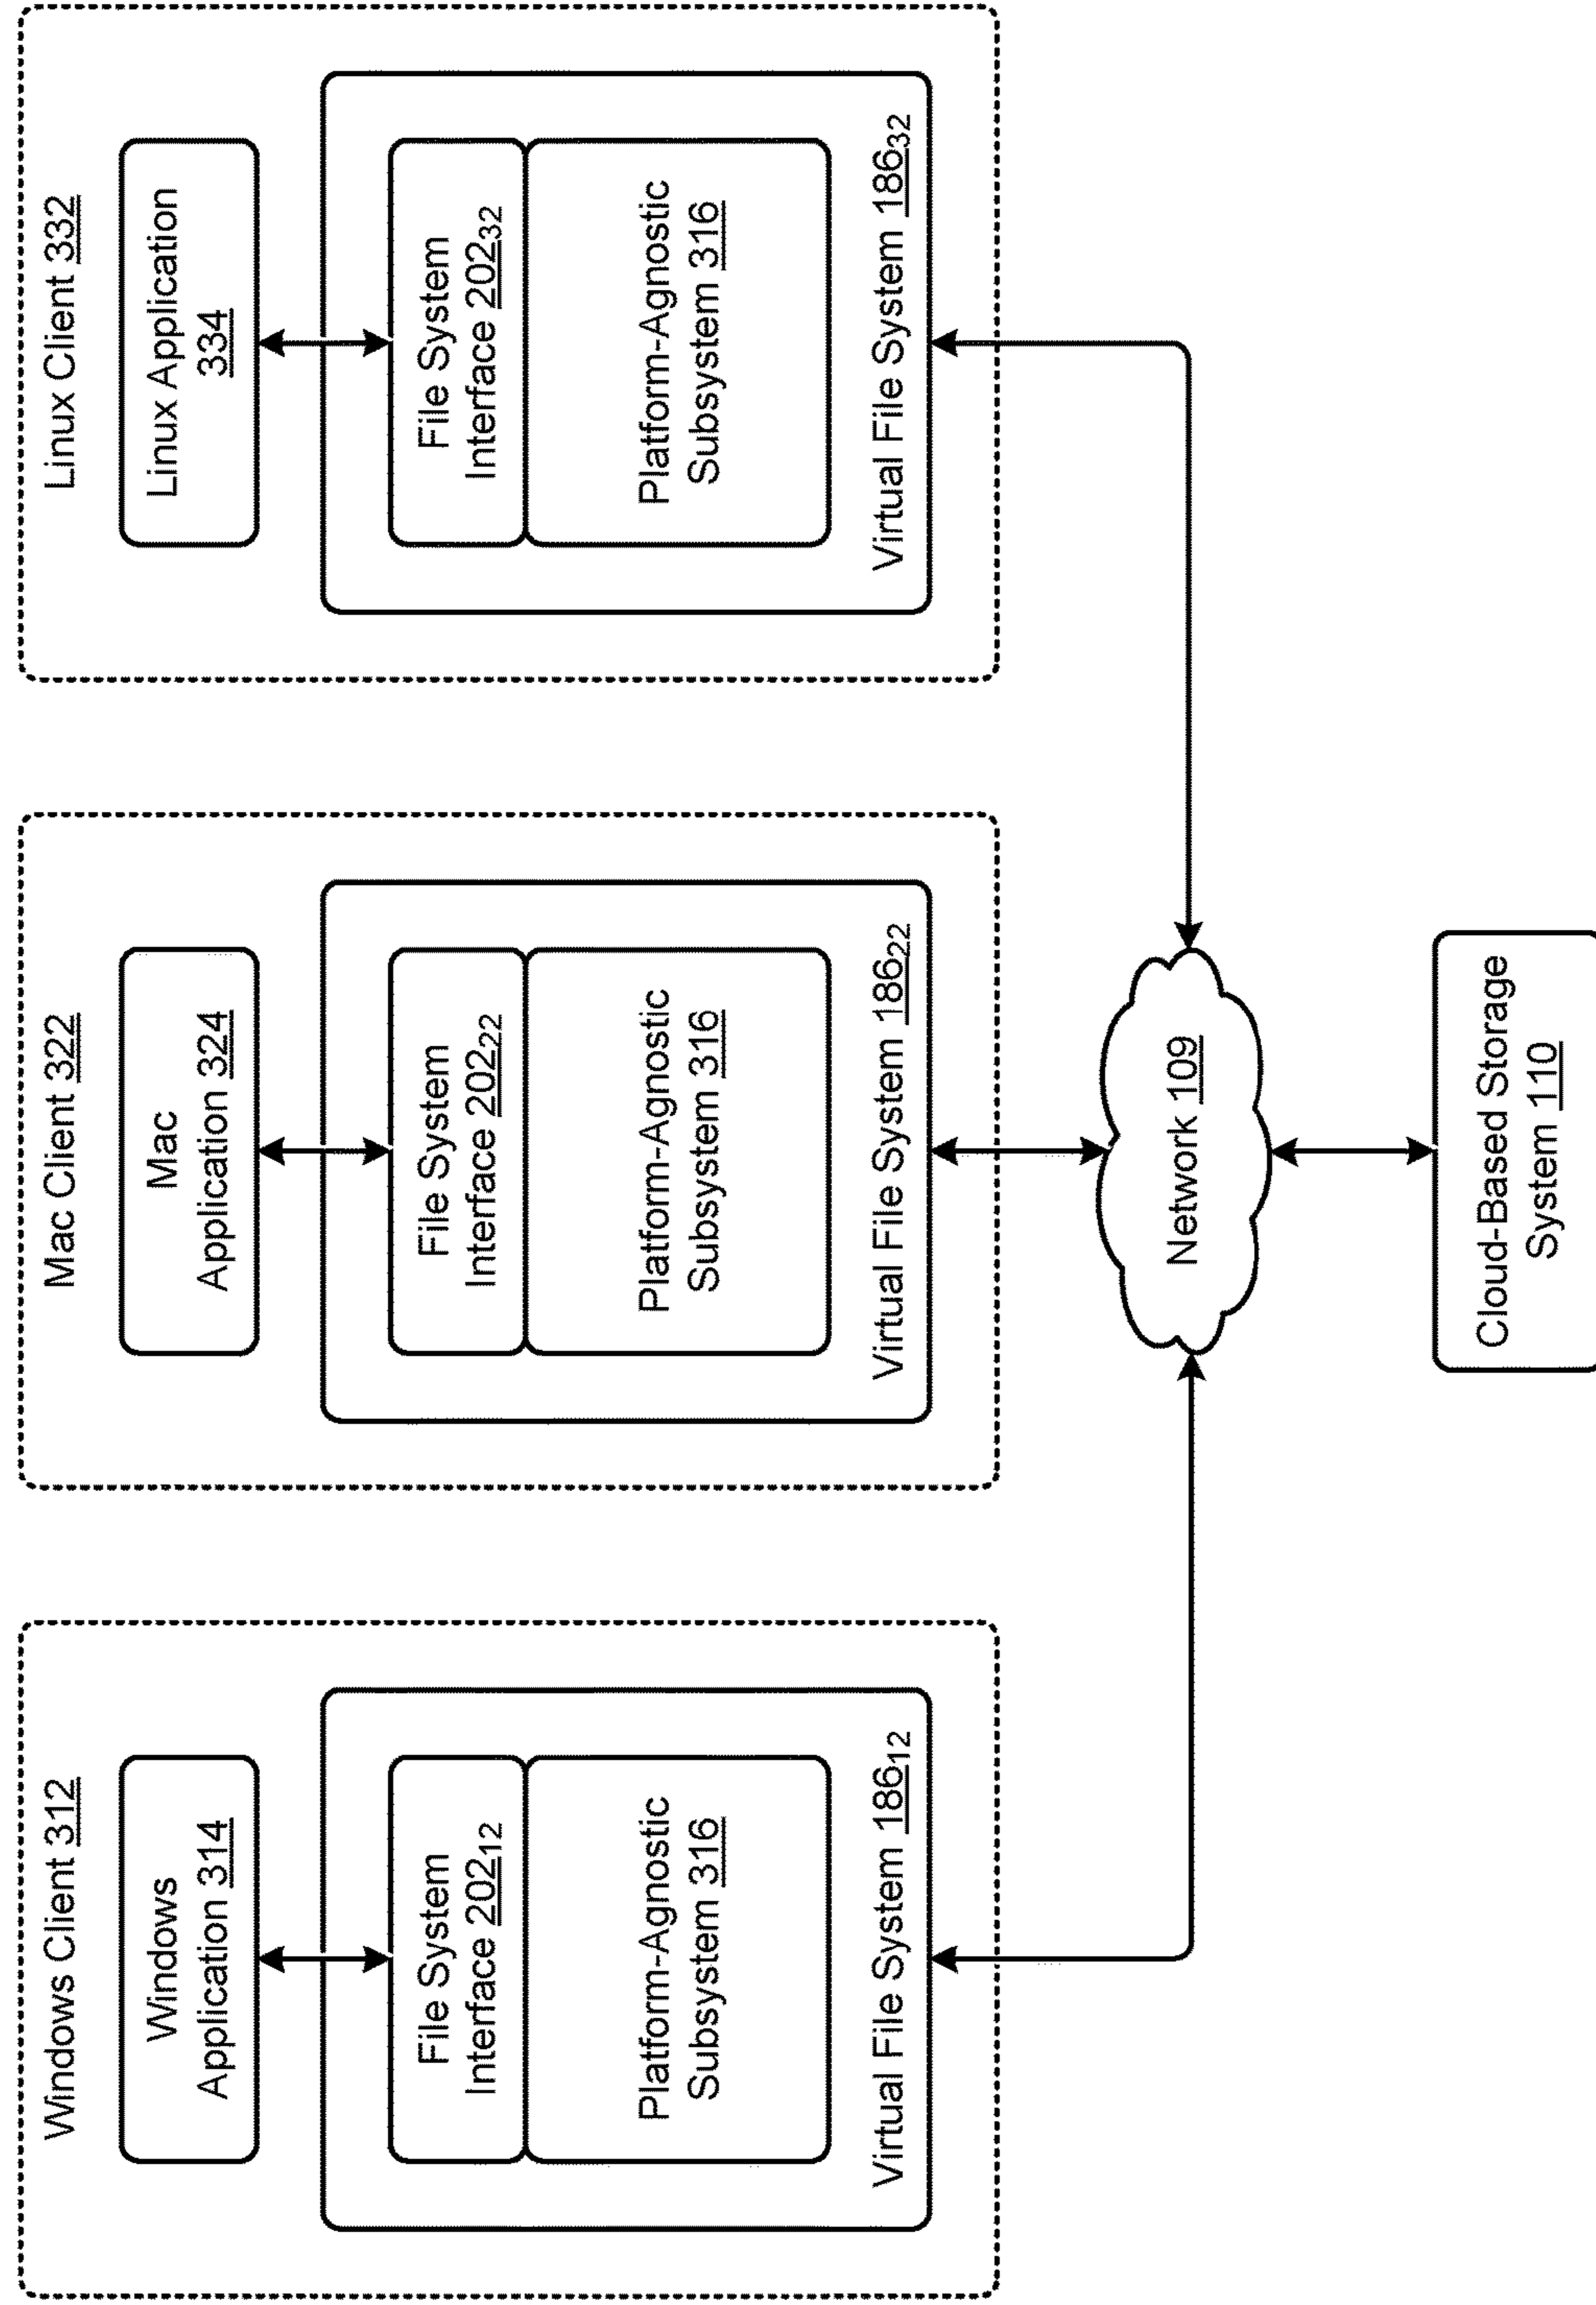 Windows Client 312
Windows
Application 314
File System
Interface 202₁₂
Platform-Agnostic
Subsystem 316
Virtual File System 186₁₂
Mac Client 322
Mac
Application 324
File System
Interface 202₂₂
Platform-Agnostic
Subsystem 316
Virtual File System 186₂₂
Linux Client 332
Linux Application
334
File System
Interface 202₃₂
Platform-Agnostic
Subsystem 316
Virtual File System 186₃₂
Network 109
Cloud-Based Storage
System 110